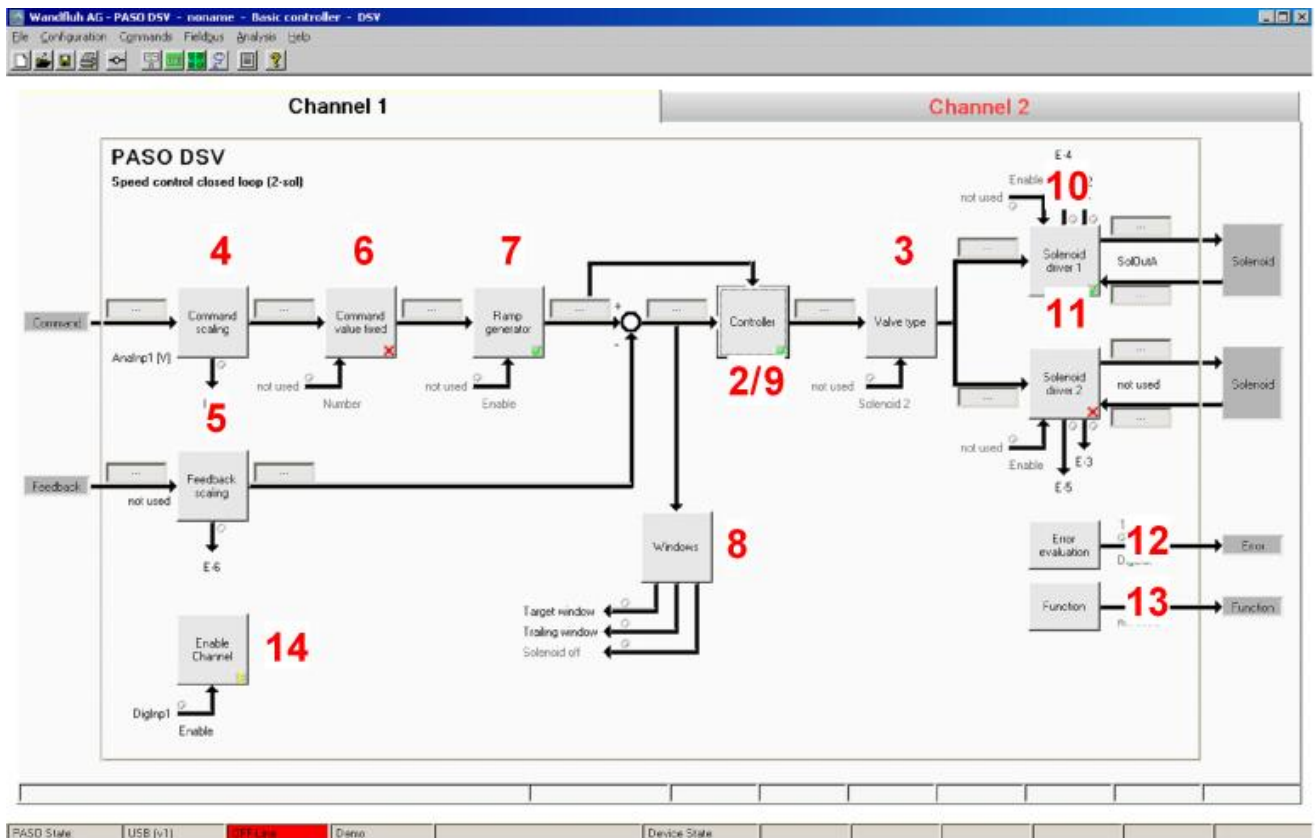 Wandfluh AG - PASO DSV - noname - Basic controller - DSV
File Configuration Commands Fieldbus Analysis Help
Channel 1
Channel 2
PASO DSV
Speed control closed loop (2-sol)
E-4
Enable
10
not used
...
4
6
7
3
...
Solenoid driver 1
SolOutA
Solenoid
...
11
Command
...
Command scaling
...
Command value fixed
...
Ramp generator
...
+
-
...
Controller
...
Valve type
AnaInp1 [V]
not used
Number
not used
Enable
2/9
not used
Solenoid 2
...
Solenoid driver 2
...
not used
Solenoid
...
not used
Enable
E-3
E-5
5
Feedback
...
not used
Feedback scaling
...
E-6
Windows
8
Target window
Trailing window
Solenoid off
Error evaluation
12
Error
Function
13
Function
Enable Channel
14
DigInp1
Enable
PASO State:
USB (v1)
OFF-Line
Demo
Device State